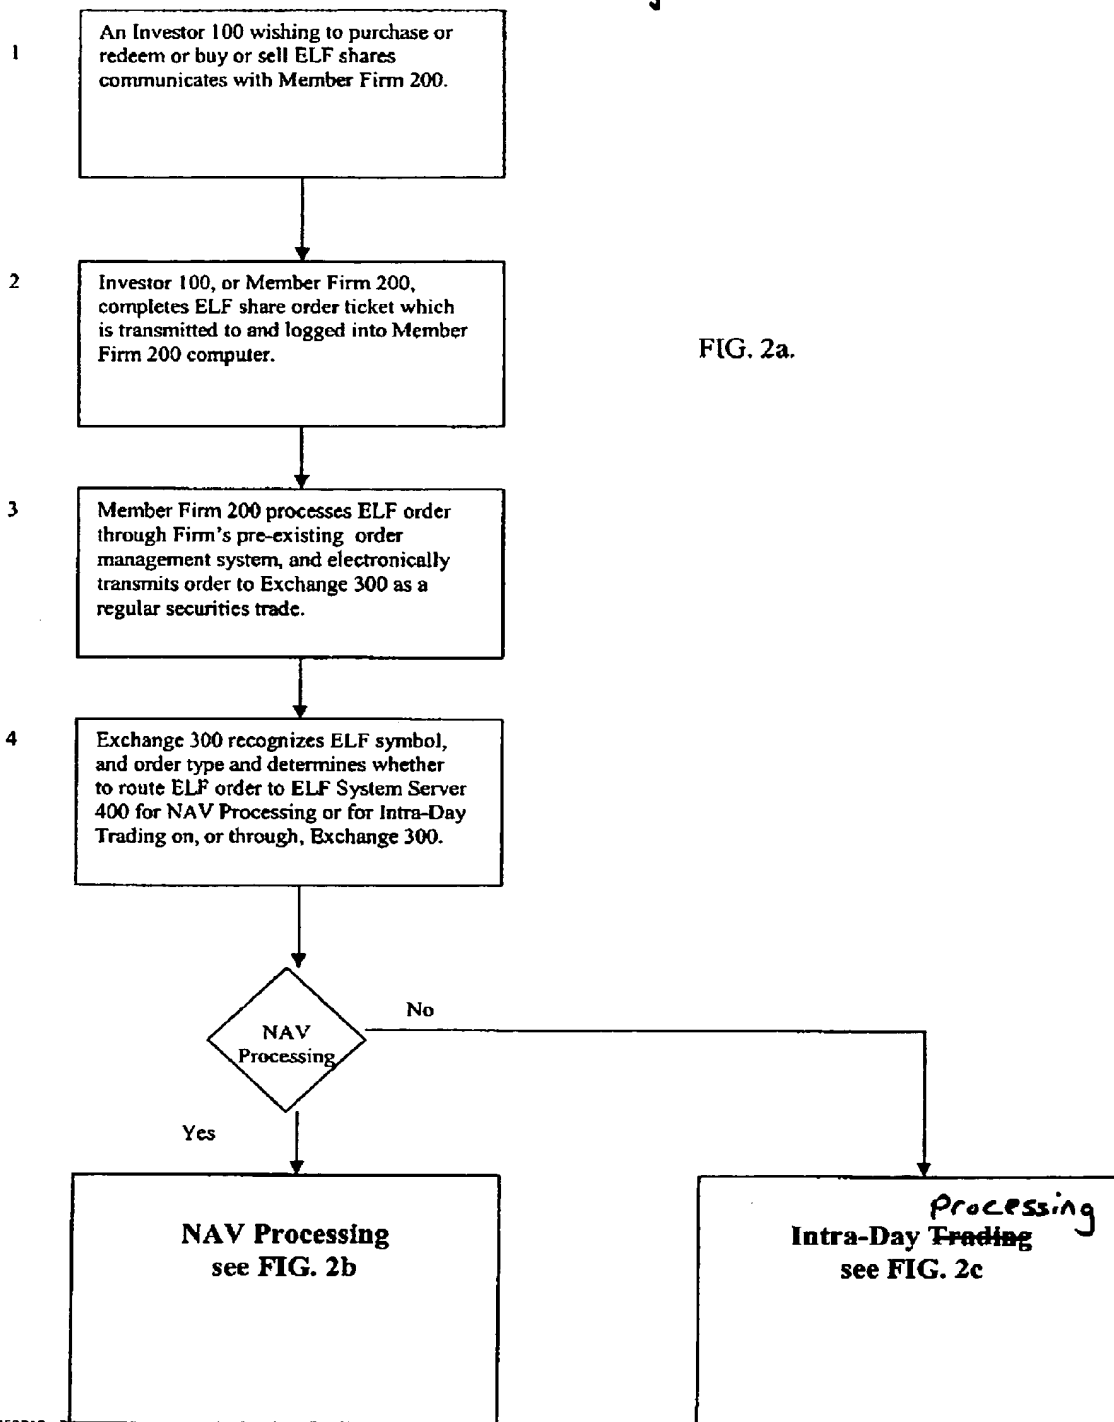 1
An Investor 100 wishing to purchase or
redeem or buy or sell ELF shares
communicates with Member Firm 200.
2
Investor 100, or Member Firm 200,
completes ELF share order ticket which
is transmitted to and logged into Member
Firm 200 computer.
FIG. 2a.
3
Member Firm 200 processes ELF order
through Firm's pre-existing order
management system, and electronically
transmits order to Exchange 300 as a
regular securities trade.
4
Exchange 300 recognizes ELF symbol,
and order type and determines whether
to route ELF order to ELF System Server
400 for NAV Processing or for Intra-Day
Trading on, or through, Exchange 300.
NAV
Processing
No
Yes
NAV Processing
see FIG. 2b
Processing
Intra-Day Trading
see FIG. 2c